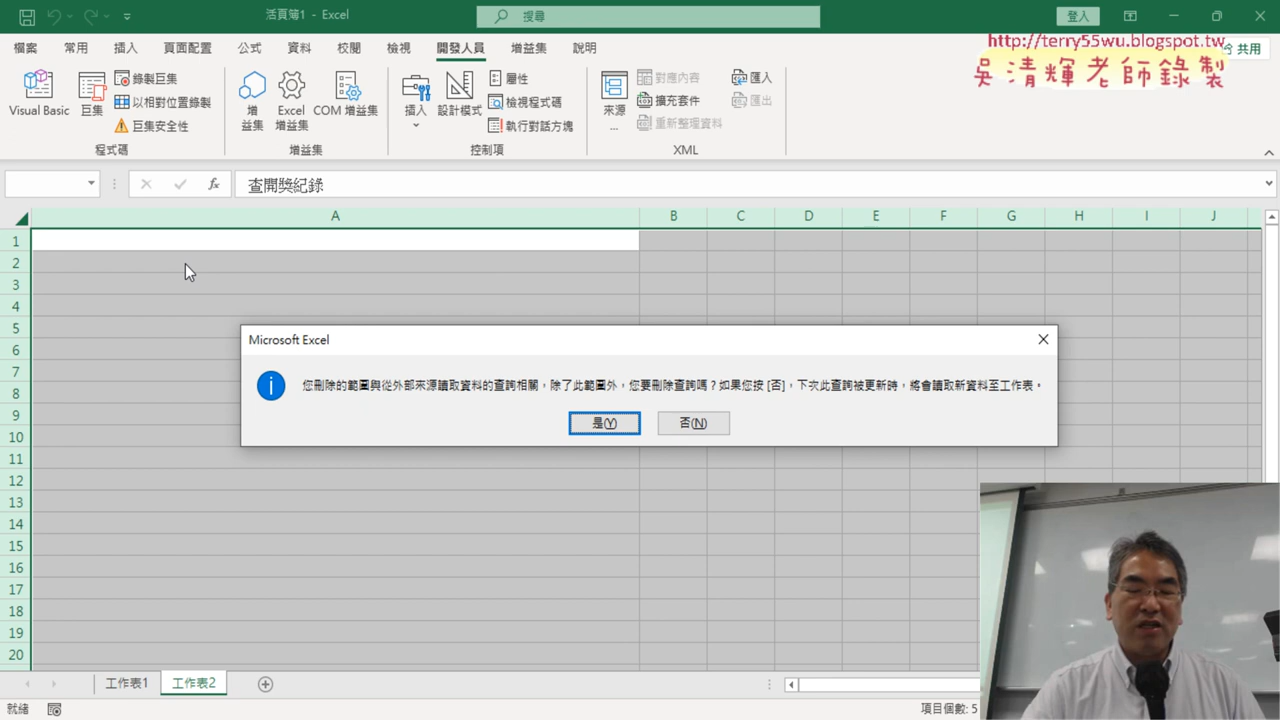 活頁簿1 - Excel
搜尋
登入
http://terry55wu.blogspot.tw
吳清輝老師錄製
檔案 常用 插入 頁面配置 公式 資料 校閱 檢視 開發人員 增益集 說明
共用
Visual Basic
巨集
錄製巨集
以相對位置錄製
巨集安全性
程式碼
增益集
Excel 增益集
COM 增益集
增益集
插入
設計模式
屬性
檢視程式碼
執行對話方塊
控制項
來源
...
對應內容
擴充套件
重新整理資料
匯入
匯出
XML
fx
查開獎紀錄
A B C D E F G H I J
1
2
3
4
5
6
7
8
9
10
11
12
13
14
15
16
17
18
19
20
Microsoft Excel
您刪除的範圍與從外部來源讀取資料的查詢相關，除了此範圍外，您要刪除查詢嗎？如果您按 [否]，下次此查詢被更新時，將會讀取新資料至工作表。
是(Y)
否(N)
工作表1
工作表2
就緒
項目個數: 5